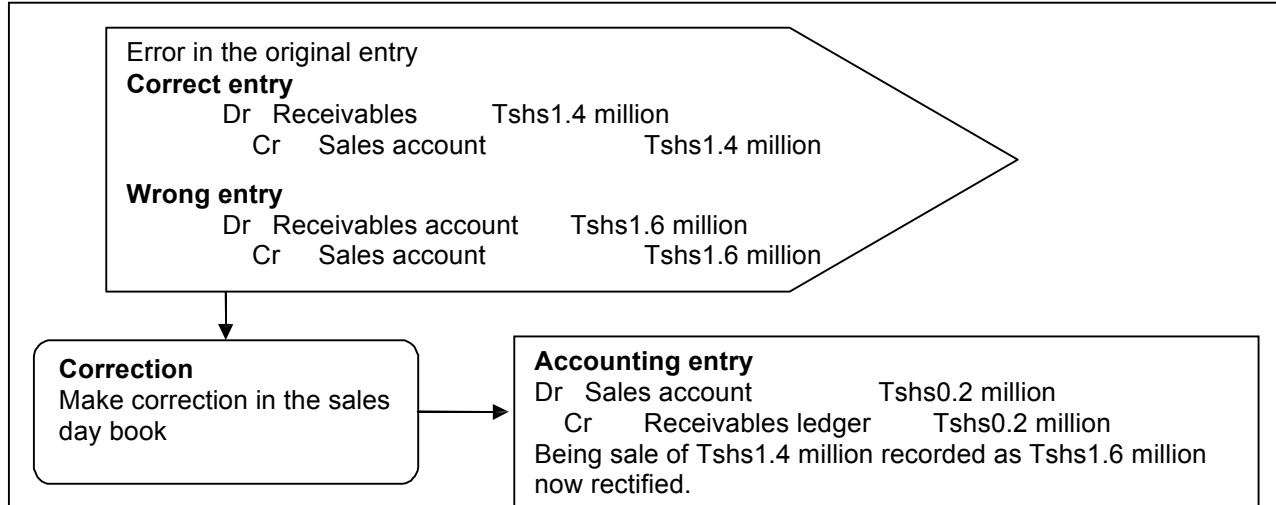 Error in the original entry
Correct entry
Dr Receivables Tshs1.4 million
Cr Sales account Tshs1.4 million
Wrong entry
Dr Receivables account Tshs1.6 million
Cr Sales account Tshs1.6 million
Correction
Make correction in the sales
day book
Accounting entry
Dr Sales account Tshs0.2 million
Cr Receivables ledger Tshs0.2 million
Being sale of Tshs1.4 million recorded as Tshs1.6 million
now rectified.